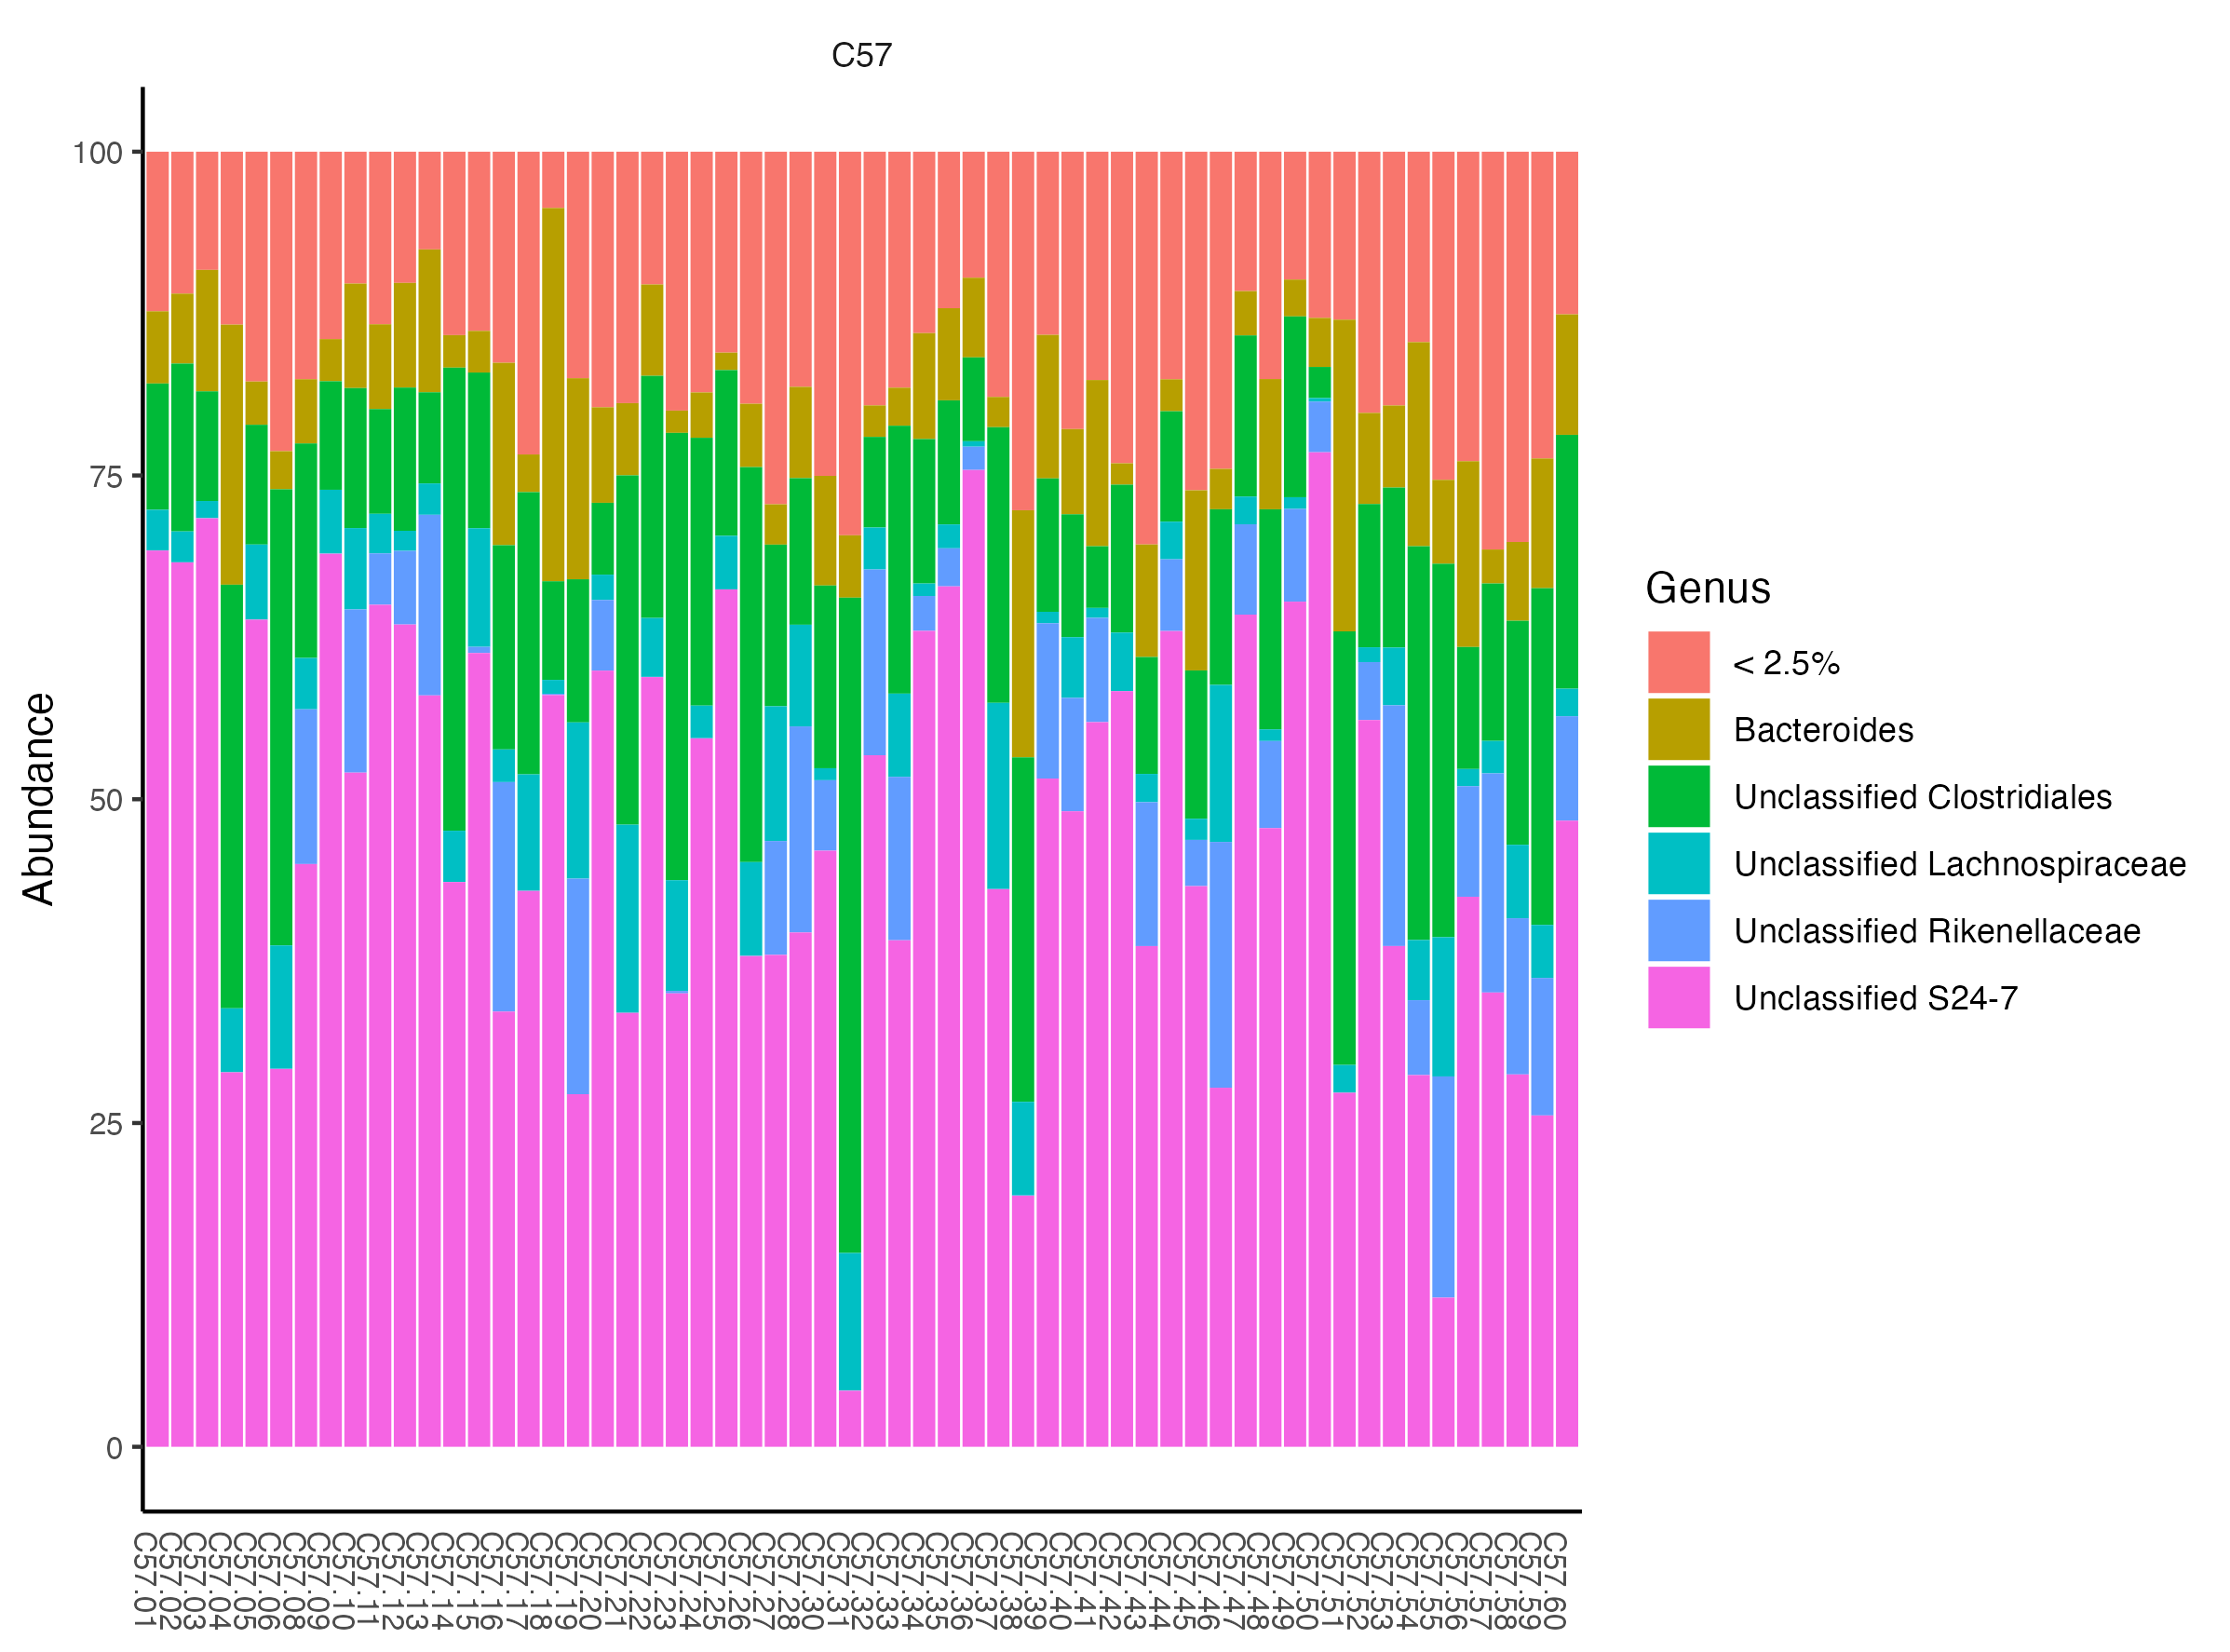 C57
Abundance
100
75
50
25
0
C57.01
C57.02
C57.03
C57.04
C57.05
C57.06
C57.08
C57.09
C57.10
C57.11
C57.12
C57.13
C57.14
C57.15
C57.16
C57.17
C57.18
C57.19
C57.20
C57.21
C57.22
C57.23
C57.24
C57.25
C57.26
C57.27
C57.28
C57.30
C57.31
C57.32
C57.33
C57.34
C57.35
C57.36
C57.37
C57.38
C57.39
C57.40
C57.41
C57.42
C57.43
C57.44
C57.45
C57.46
C57.47
C57.48
C57.49
C57.50
C57.51
C57.52
C57.53
C57.54
C57.55
C57.56
C57.57
C57.58
C57.59
C57.60
Genus
< 2.5%
Bacteroides
Unclassified Clostridiales
Unclassified Lachnospiraceae
Unclassified Rikenellaceae
Unclassified S24-7